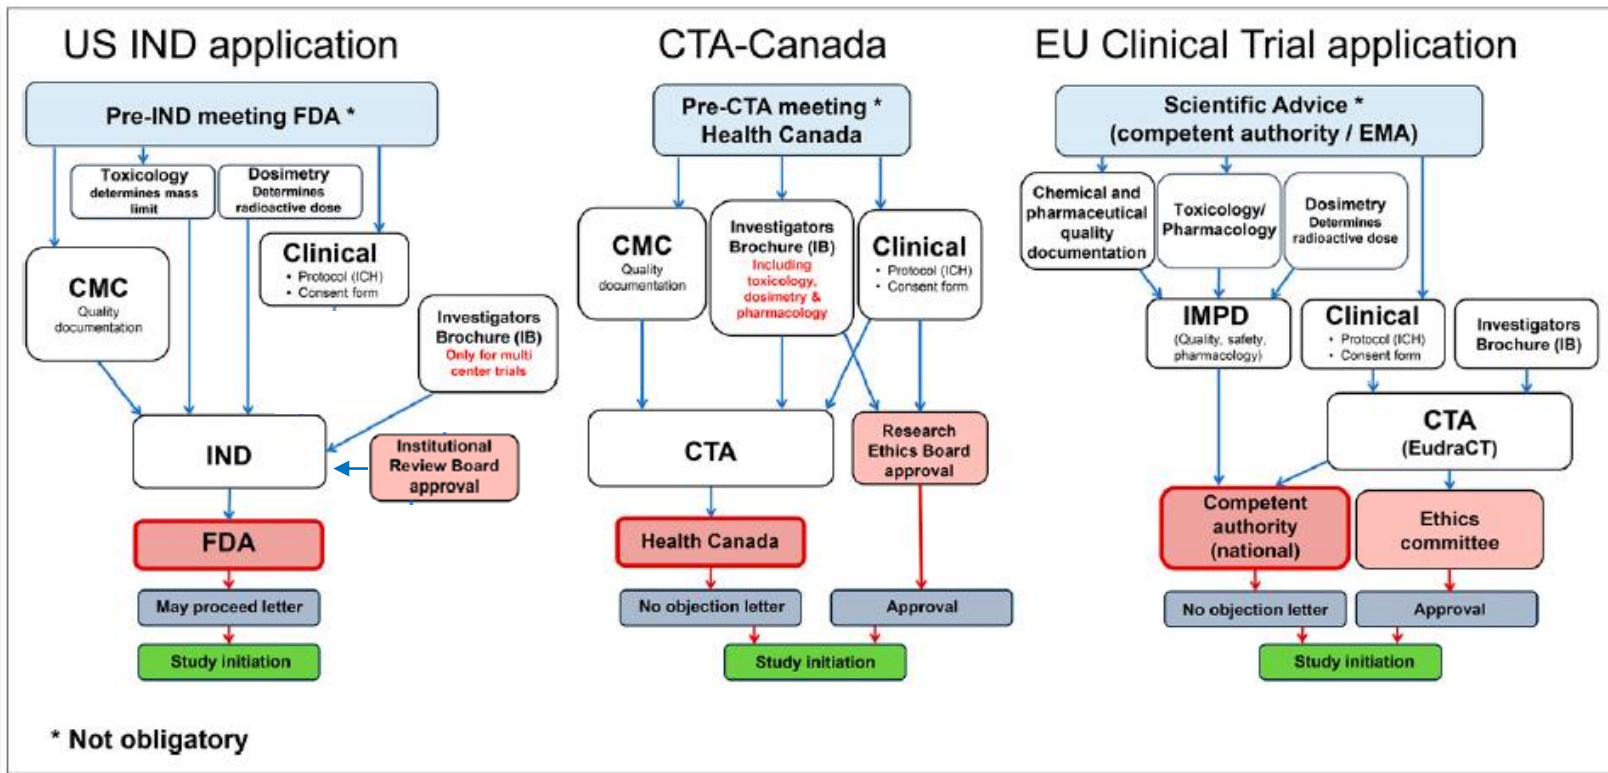 US IND application
Pre-IND meeting FDA *
Toxicology
determines mass
limit
Dosimetry
Determines
radioactive dose
CMC
Quality
documentation
Clinical
• Protocol (ICH)
• Consent form
Investigators
Brochure (IB)
Only for multi
center trials
IND
Institutional
Review Board
approval
FDA
May proceed letter
Study initiation
CTA-Canada
Pre-CTA meeting *
Health Canada
CMC
Quality
documentation
Investigators
Brochure (IB)
Including
toxicology,
dosimetry &
pharmacology
Clinical
• Protocol (ICH)
• Consent form
CTA
Research
Ethics Board
approval
Health Canada
No objection letter
Approval
Study initiation
EU Clinical Trial application
Scientific Advice *
(competent authority / EMA)
Chemical and
pharmaceutical
quality
documentation
Toxicology/
Pharmacology
Dosimetry
Determines
radioactive dose
IMPD
(Quality, safety,
pharmacology)
Clinical
• Protocol (ICH)
• Consent form
Investigators
Brochure (IB)
CTA
(EudraCT)
Competent
authority
(national)
Ethics
committee
No objection letter
Approval
Study initiation
* Not obligatory